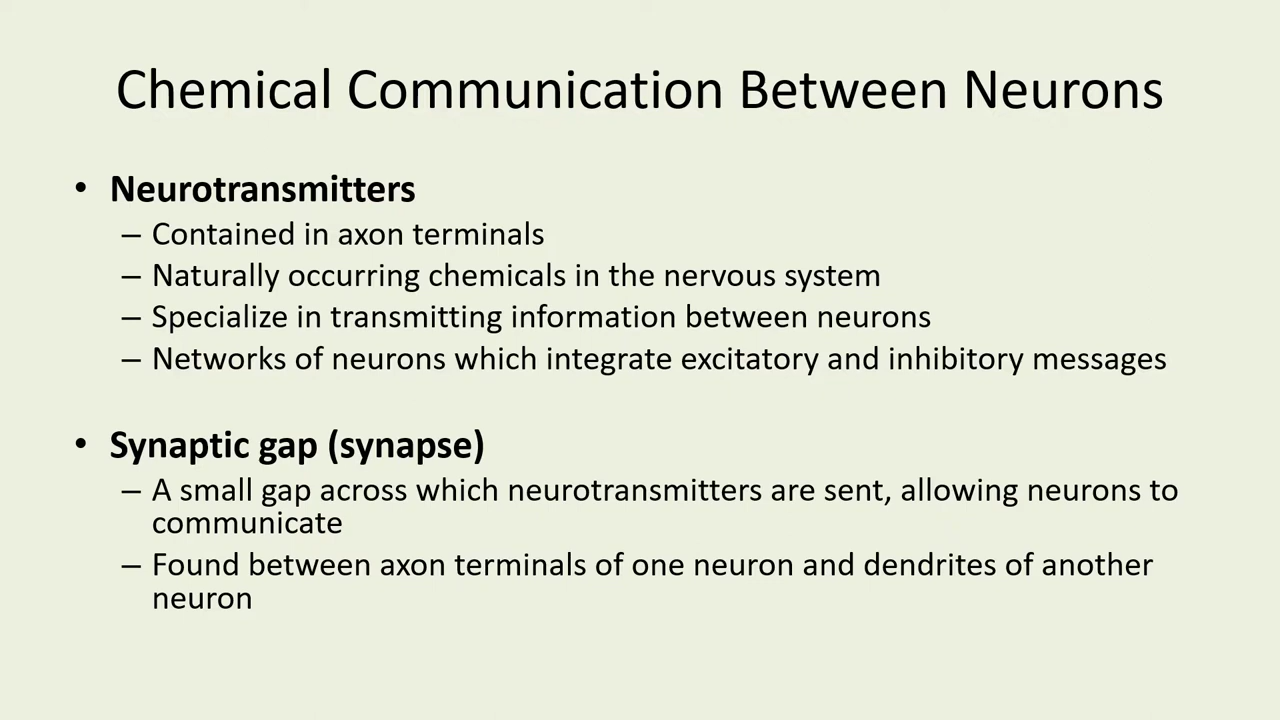 Chemical Communication Between Neurons
• Neurotransmitters
– Contained in axon terminals
– Naturally occurring chemicals in the nervous system
– Specialize in transmitting information between neurons
– Networks of neurons which integrate excitatory and inhibitory messages
• Synaptic gap (synapse)
– A small gap across which neurotransmitters are sent, allowing neurons to
communicate
– Found between axon terminals of one neuron and dendrites of another
neuron